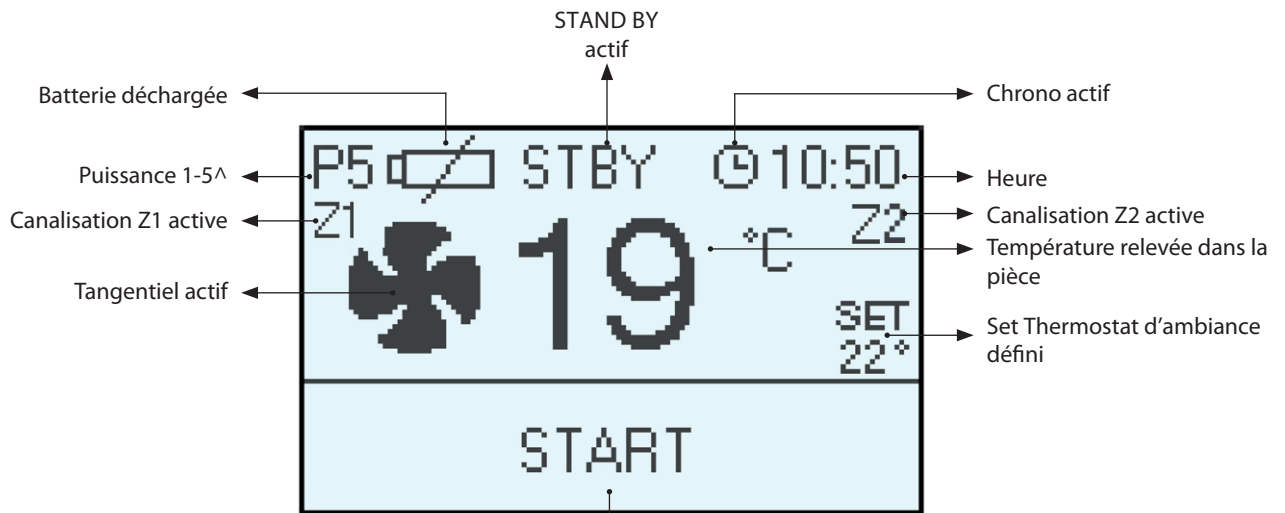 STAND BY
actif
Batterie déchargée
Chrono actif
P5 STBY 10:50
Puissance 1-5^
Heure
Canalisation Z1 active
Z1
Z2
Canalisation Z2 active
19 °C
Température relevée dans la
pièce
Tangentiel actif
SET
22°
Set Thermostat d’ambiance
défini
START